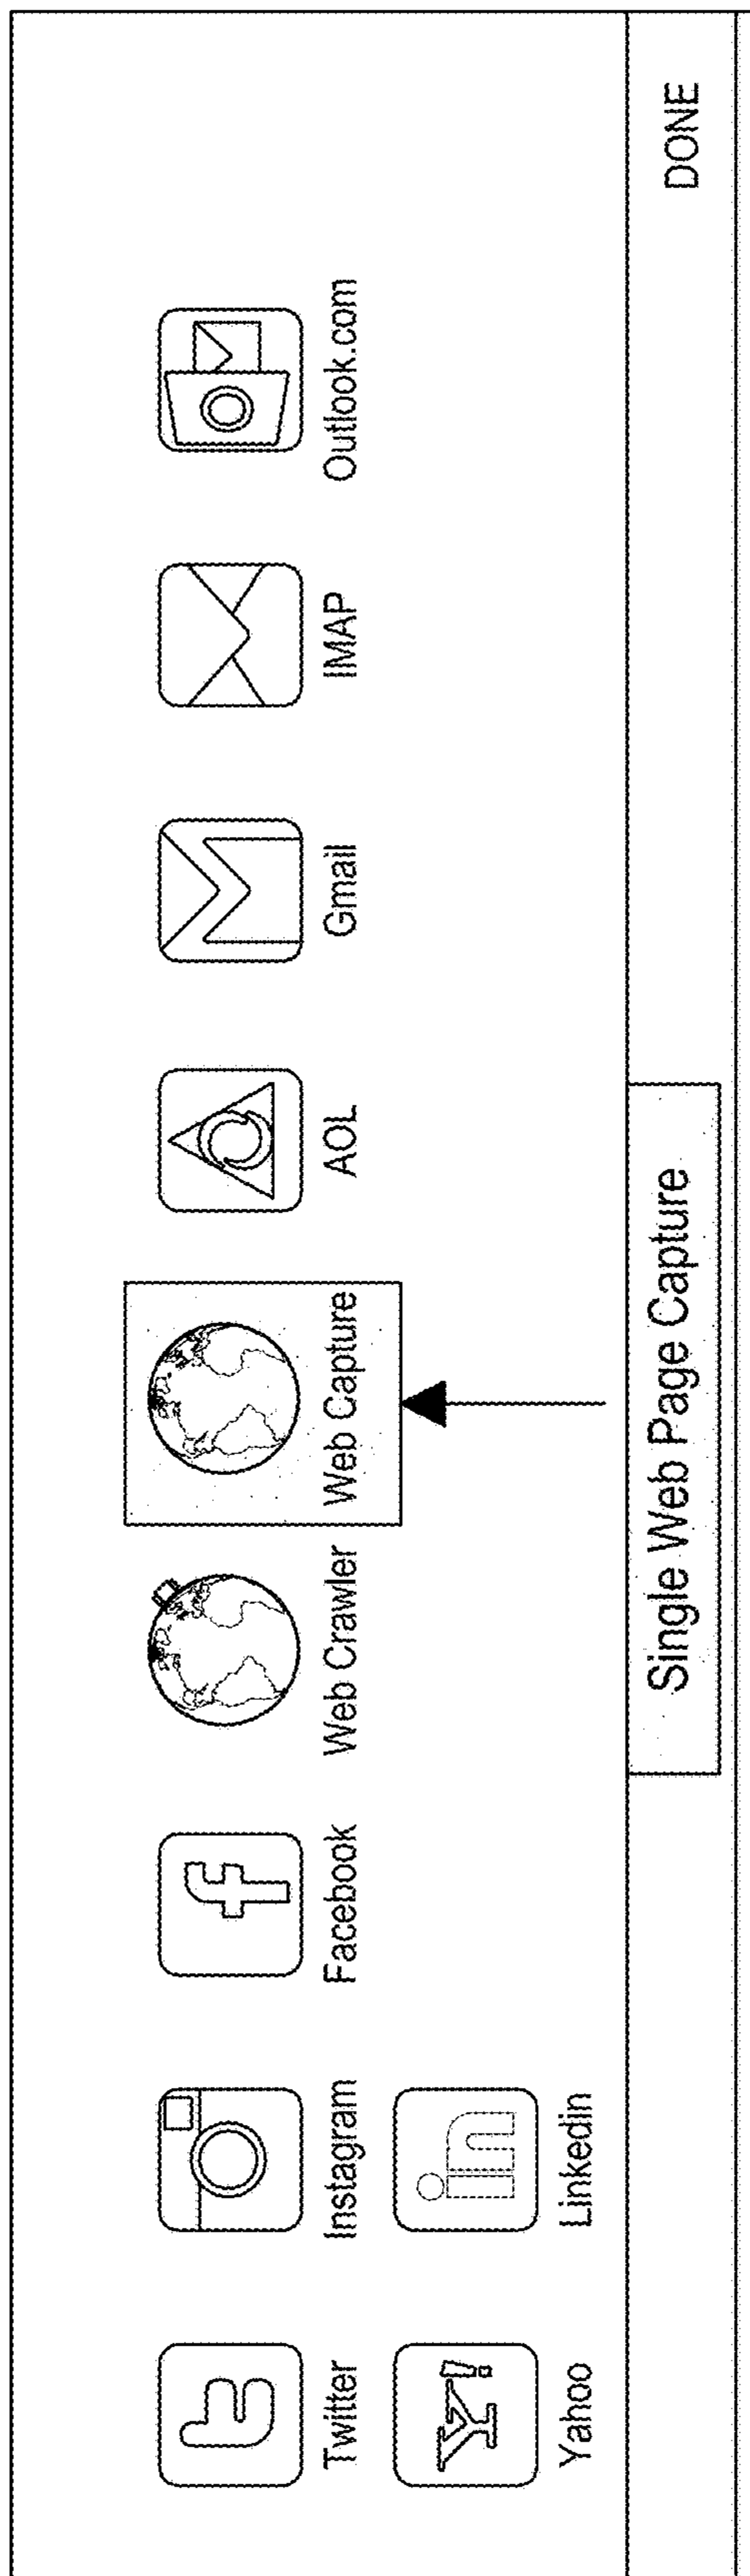 Twitter
Instagram
Facebook
Web Crawler
Web Capture
AOL
Gmail
IMAP
Outlook.com
Y!
in
Yahoo
Linkedin
Single Web Page Capture
DONE